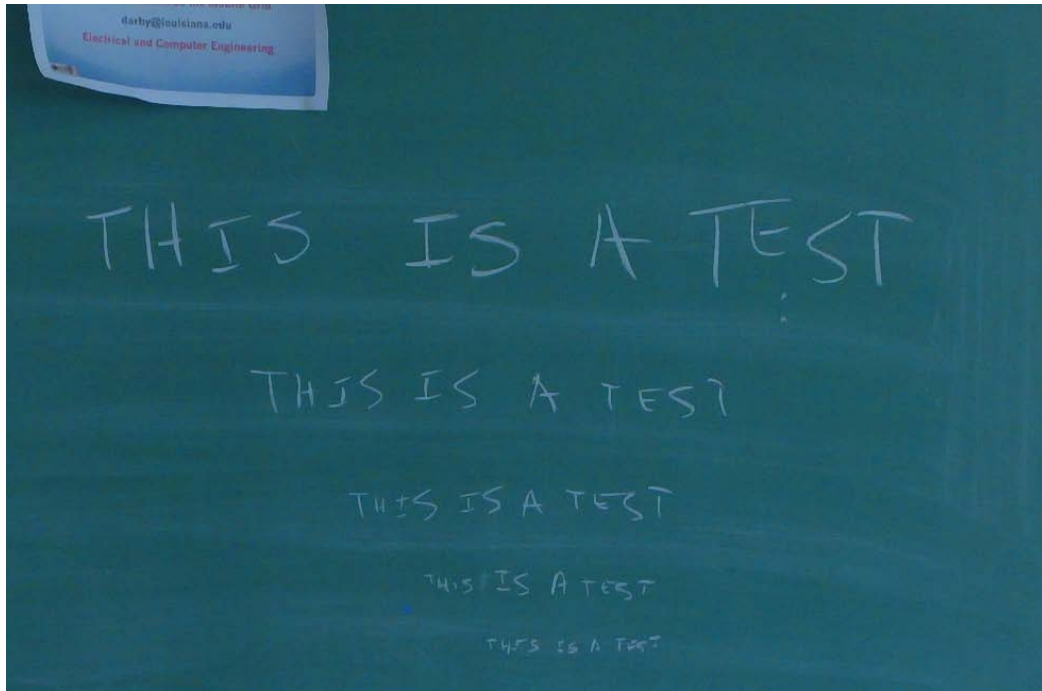 darby@louisiana.edu
Electrical and Computer Engineering
THIS IS A TEST
THIS IS A TEST
THIS IS A TEST
THIS IS A TEST
THIS IS A TEST